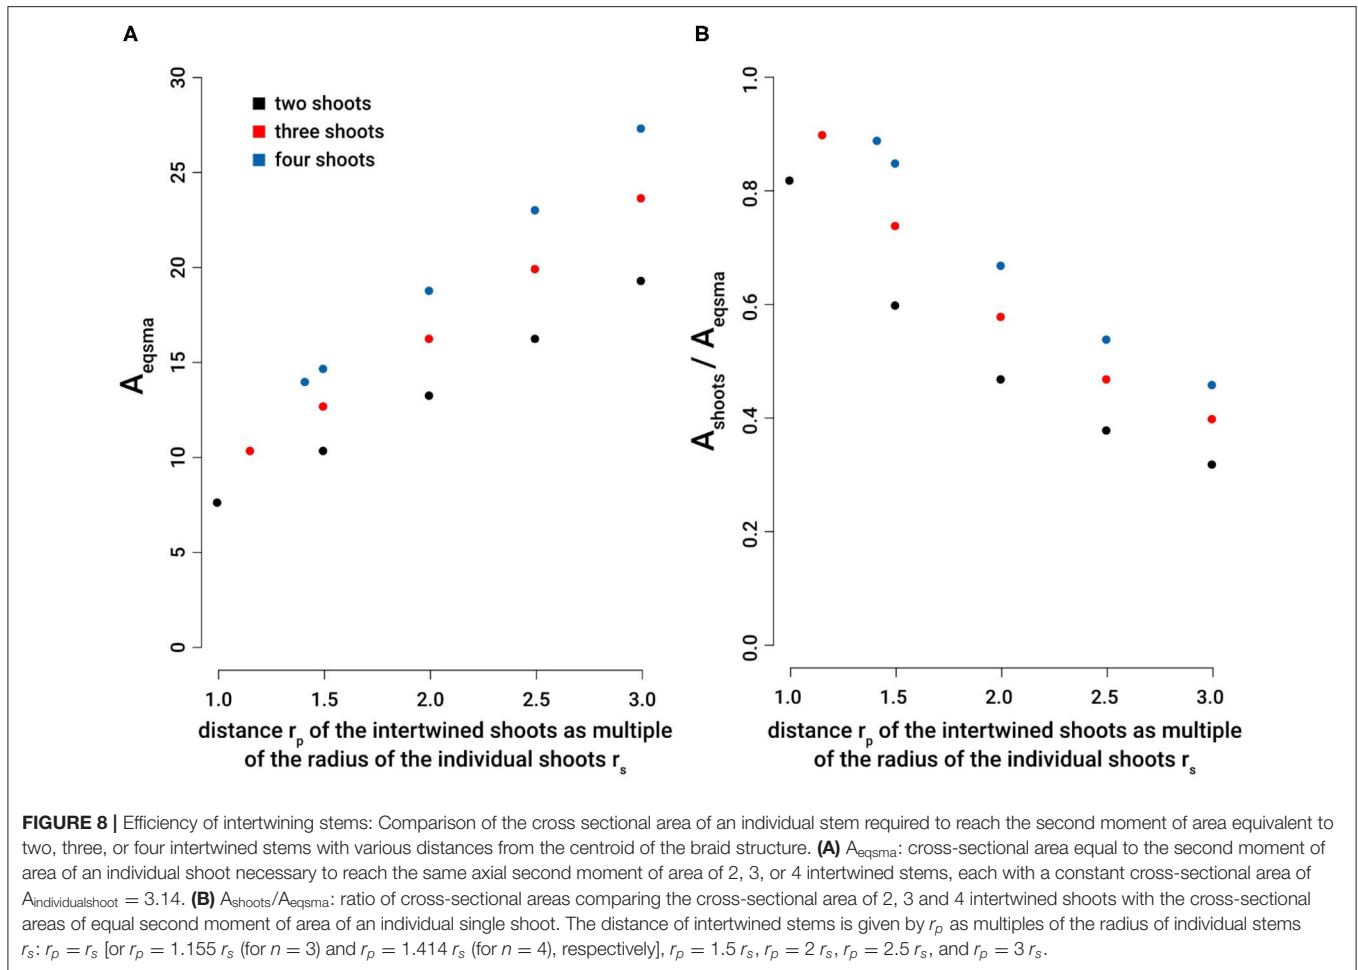 A
B
30
25
20
15
10
5
0
A_eqsma
two shoots
three shoots
four shoots
1.0 1.5 2.0 2.5 3.0
distance r_p of the intertwined shoots as multiple
of the radius of the individual shoots r_s
1.0
0.8
0.6
0.4
0.2
0.0
A_shoots / A_eqsma
1.0 1.5 2.0 2.5 3.0
distance r_p of the intertwined shoots as multiple
of the radius of the individual shoots r_s
FIGURE 8 | Efficiency of intertwining stems: Comparison of the cross sectional area of an individual stem required to reach the second moment of area equivalent to
two, three, or four intertwined stems with various distances from the centroid of the braid structure. (A) A_eqsma: cross-sectional area equal to the second moment of
area of an individual shoot necessary to reach the same axial second moment of area of 2, 3, or 4 intertwined stems, each with a constant cross-sectional area of
A_individualshoot = 3.14. (B) A_shoots/A_eqsma: ratio of cross-sectional areas comparing the cross-sectional area of 2, 3 and 4 intertwined shoots with the cross-sectional
areas of equal second moment of area of an individual single shoot. The distance of intertwined stems is given by r_p as multiples of the radius of individual stems
r_s: r_p = r_s [or r_p = 1.155 r_s (for n = 3) and r_p = 1.414 r_s (for n = 4), respectively], r_p = 1.5 r_s, r_p = 2 r_s, r_p = 2.5 r_s, and r_p = 3 r_s.